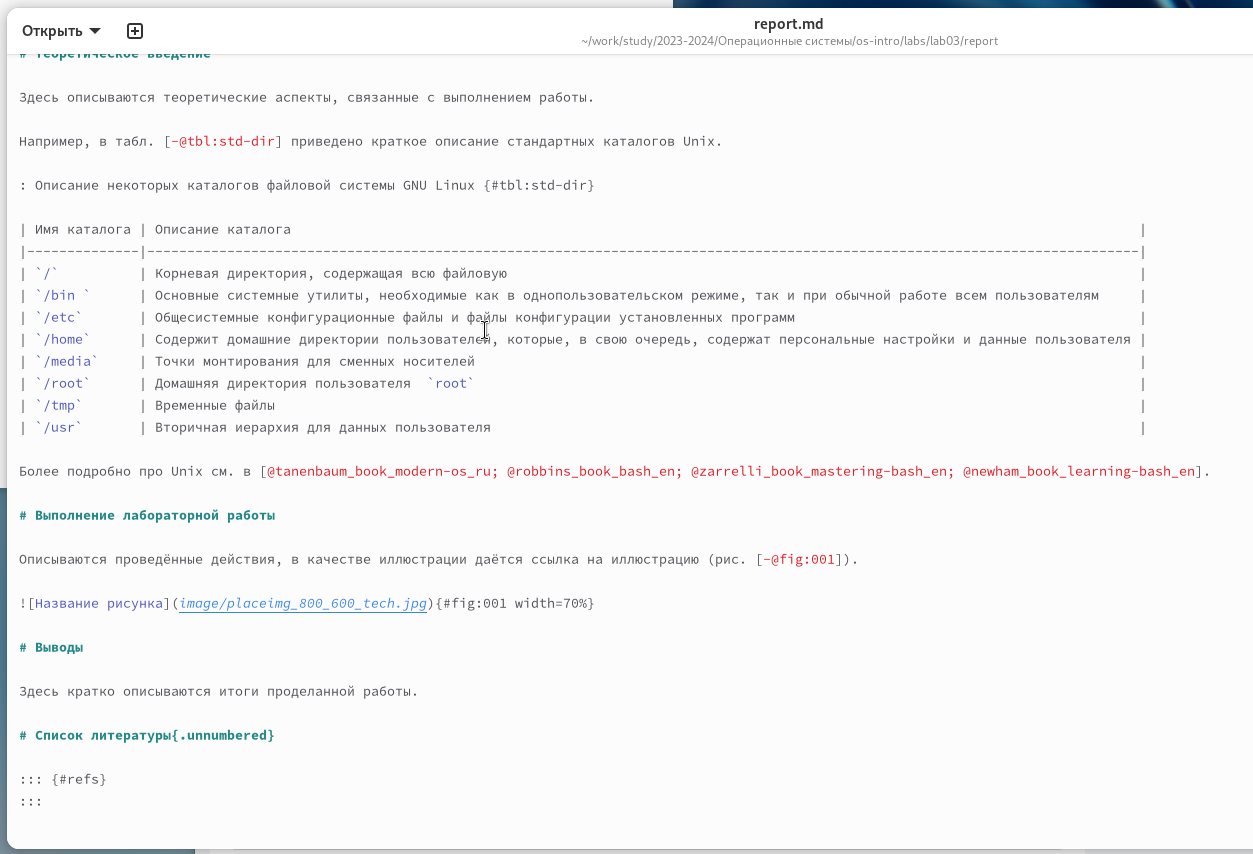 Открыть
report.md
~/work/study/2023-2024/Операционные системы/os-intro/labs/lab03/report
# Теоретическое введение
Здесь описываются теоретические аспекты, связанные с выполнением работы.
Например, в табл. [-@tbl:std-dir] приведено краткое описание стандартных каталогов Unix.
: Описание некоторых каталогов файловой системы GNU Linux {#tbl:std-dir}
| Имя каталога | Описание каталога |
|--------------|----------------------------------------------------------------------------------------------------------------------------|
| `/` | Корневая директория, содержащая всю файловую |
| `/bin ` | Основные системные утилиты, необходимые как в однопользовательском режиме, так и при обычной работе всем пользователям |
| `/etc` | Общесистемные конфигурационные файлы и файлы конфигурации установленных программ |
| `/home` | Содержит домашние директории пользователей, которые, в свою очередь, содержат персональные настройки и данные пользователя |
| `/media` | Точки монтирования для сменных носителей |
| `/root` | Домашняя директория пользователя  `root` |
| `/tmp` | Временные файлы |
| `/usr` | Вторичная иерархия для данных пользователя |
Более подробно про Unix см. в [@tanenbaum_book_modern-os_ru; @robbins_book_bash_en; @zarrelli_book_mastering-bash_en; @newham_book_learning-bash_en].
# Выполнение лабораторной работы
Описываются проведённые действия, в качестве иллюстрации даётся ссылка на иллюстрацию (рис. [-@fig:001]).
![Название рисунка](image/placeimg_800_600_tech.jpg){#fig:001 width=70%}
# Выводы
Здесь кратко описываются итоги проделанной работы.
# Список литературы{.unnumbered}
::: {#refs}
:::